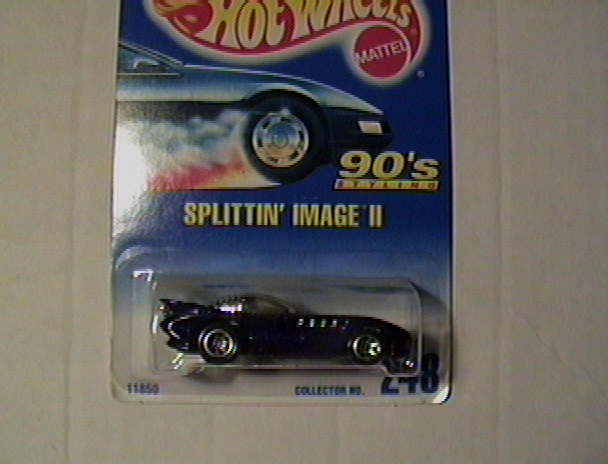 HOT WHEELS
MATTEL
®
90's
STYLING
SPLITTIN' IMAGE II
11850
COLLECTOR NO.
248